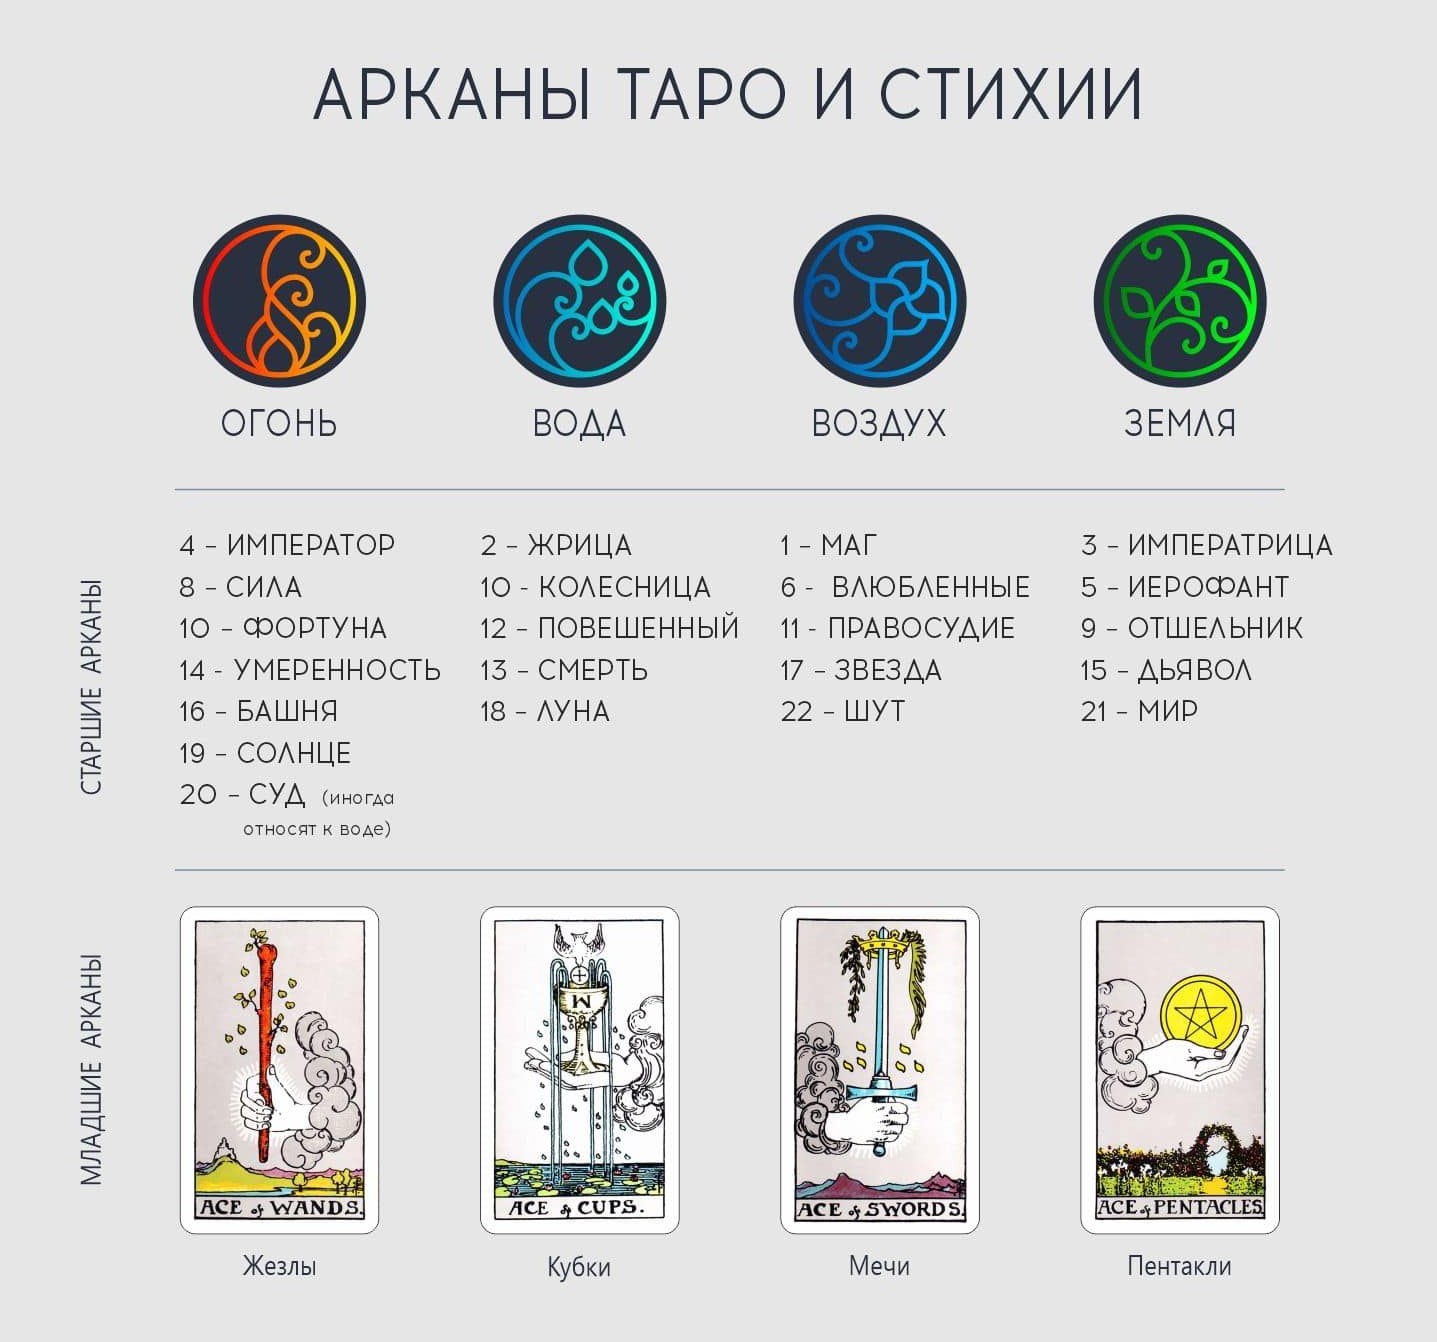 АРКАНЫ ТАРО И СТИХИИ
ОГОНЬ
ВОДА
ВОЗДУХ
ЗЕМЛЯ
СТАРШИЕ АРКАНЫ
4 – ИМПЕРАТОР
8 – СИЛА
10 – ФОРТУНА
14 - УМЕРЕННОСТЬ
16 – БАШНЯ
19 – СОЛНЦЕ
20 – СУД (иногда
относят к воде)
2 – ЖРИЦА
10 - КОЛЕСНИЦА
12 – ПОВЕШЕННЫЙ
13 – СМЕРТЬ
18 – ЛУНА
1 – МАГ
6 - ВЛЮБЛЕННЫЕ
11 - ПРАВОСУДИЕ
17 – ЗВЕЗДА
22 – ШУТ
3 – ИМПЕРАТРИЦА
5 – ИЕРОФАНТ
9 – ОТШЕЛЬНИК
15 – ДЬЯВОЛ
21 – МИР
МЛАДШИЕ АРКАНЫ
ACE of WANDS.
Жезлы
ACE of CUPS.
Кубки
ACE of SWORDS.
Мечи
ACE of PENTACLES.
Пентакли